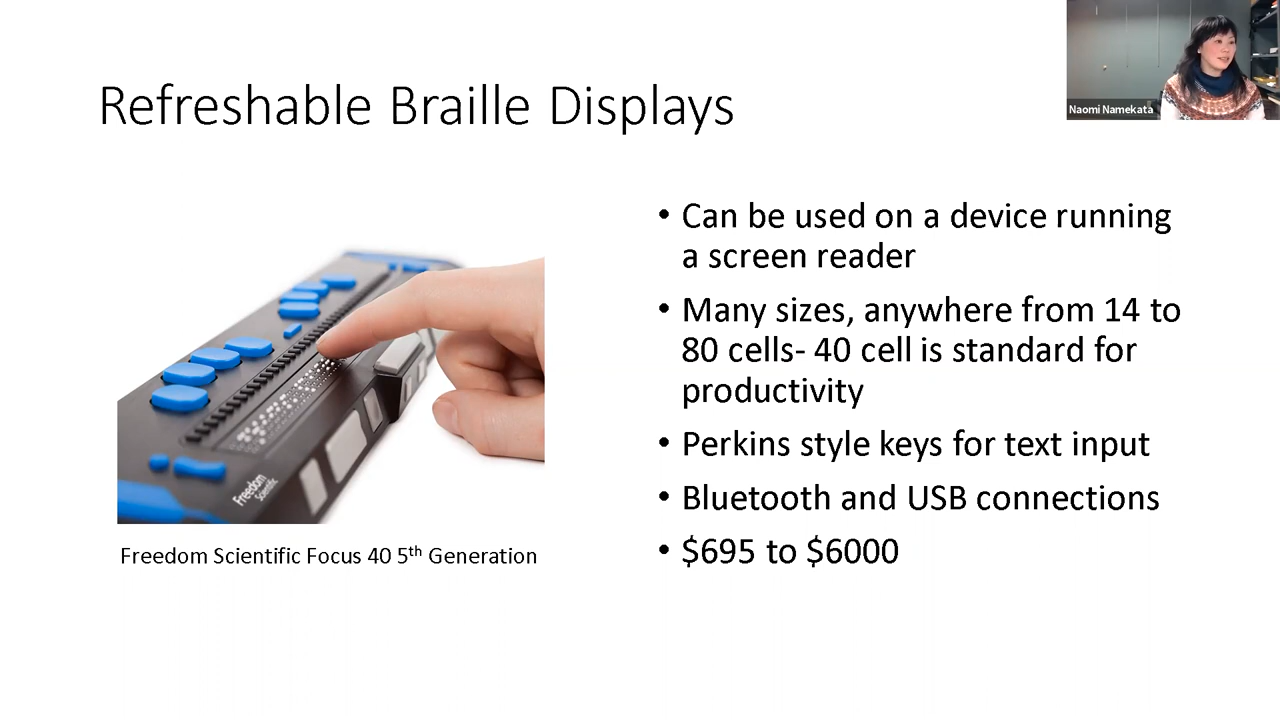 Refreshable Braille Displays
Naomi Namekata
• Can be used on a device running
a screen reader
• Many sizes, anywhere from 14 to
80 cells- 40 cell is standard for
productivity
• Perkins style keys for text input
• Bluetooth and USB connections
• $695 to $6000
Freedom
Scientific
Freedom Scientific Focus 40 5th Generation